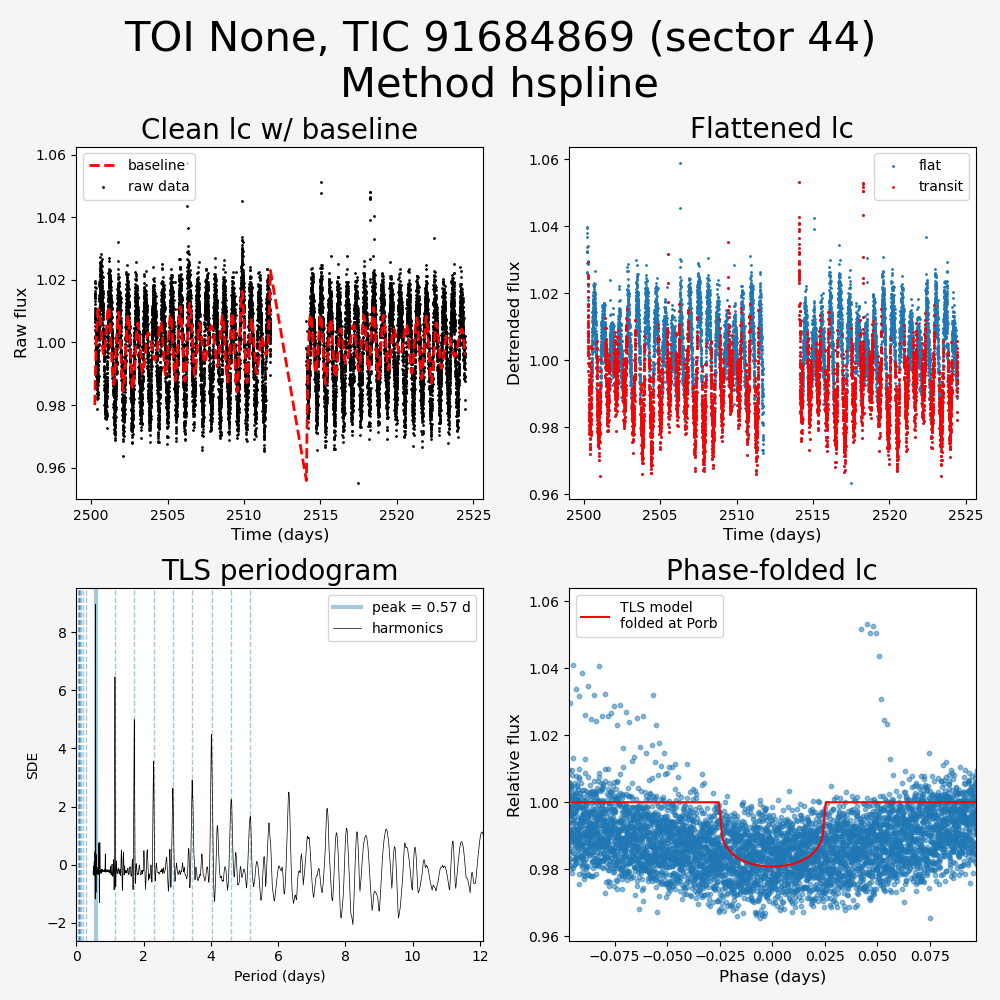 TOI None, TIC 91684869 (sector 44)
Method hspline
Clean lc w/ baseline
Flattened lc
baseline
raw data
flat
transit
1.06
1.04
1.02
1.00
0.98
0.96
Raw flux
1.06
1.04
1.02
1.00
0.98
0.96
Detrended flux
2500 2505 2510 2515 2520 2525
Time (days)
2500 2505 2510 2515 2520 2525
Time (days)
TLS periodogram
Phase-folded lc
peak = 0.57 d
harmonics
TLS model
folded at Porb
8
6
4
2
0
−2
SDE
1.06
1.04
1.02
1.00
0.98
0.96
Relative flux
0 2 4 6 8 10 12
Period (days)
−0.075 −0.050 −0.025 0.000 0.025 0.050 0.075
Phase (days)